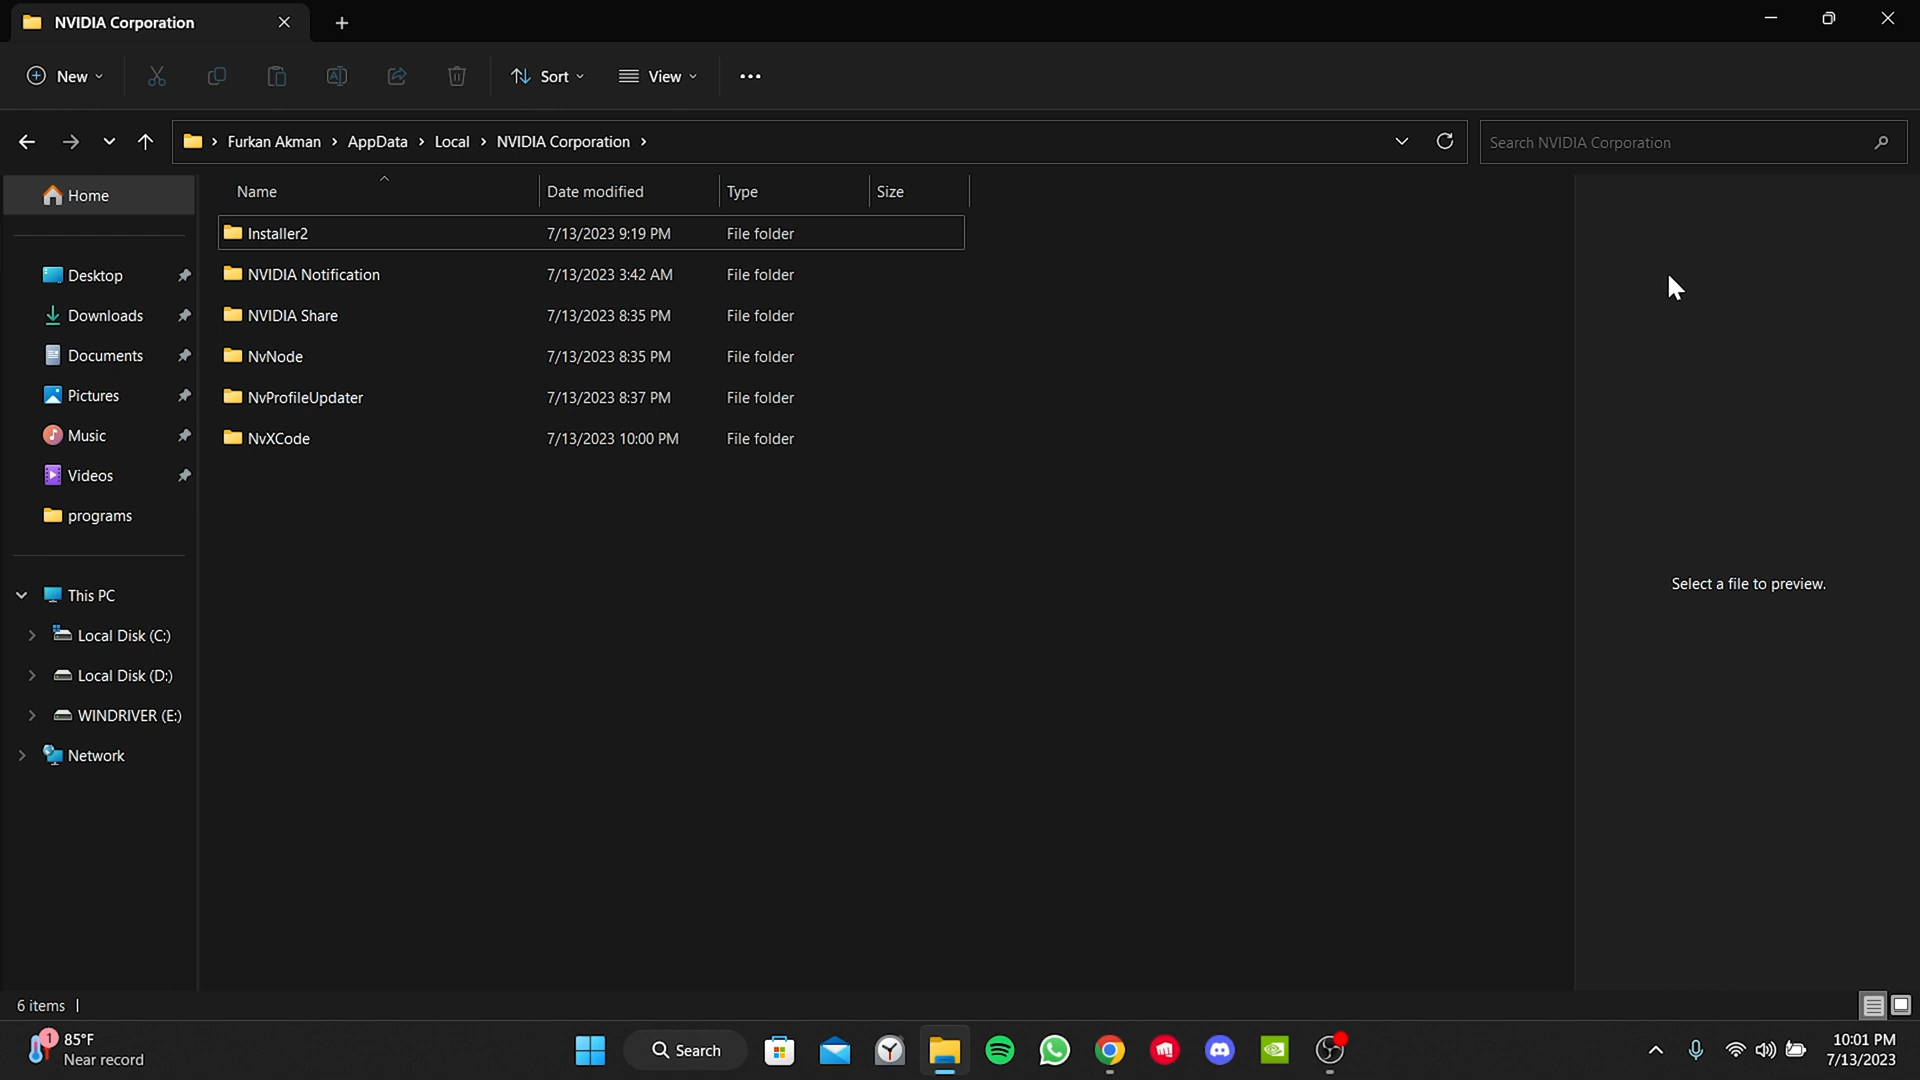 NVIDIA Corporation
New
Sort
View
Furkan Akman > AppData > Local > NVIDIA Corporation >
Search NVIDIA Corporation
Name Date modified Type Size
Installer2 7/13/2023 9:19 PM File folder
NVIDIA Notification 7/13/2023 3:42 AM File folder
NVIDIA Share 7/13/2023 8:35 PM File folder
NvNode 7/13/2023 8:35 PM File folder
NvProfileUpdater 7/13/2023 8:37 PM File folder
NvXCode 7/13/2023 10:00 PM File folder
Home
Desktop
Downloads
Documents
Pictures
Music
Videos
programs
This PC
Local Disk (C:)
Local Disk (D:)
WINDRIVER (E:)
Network
Select a file to preview.
6 items
1
85°F
Near record
Search
10:01 PM
7/13/2023